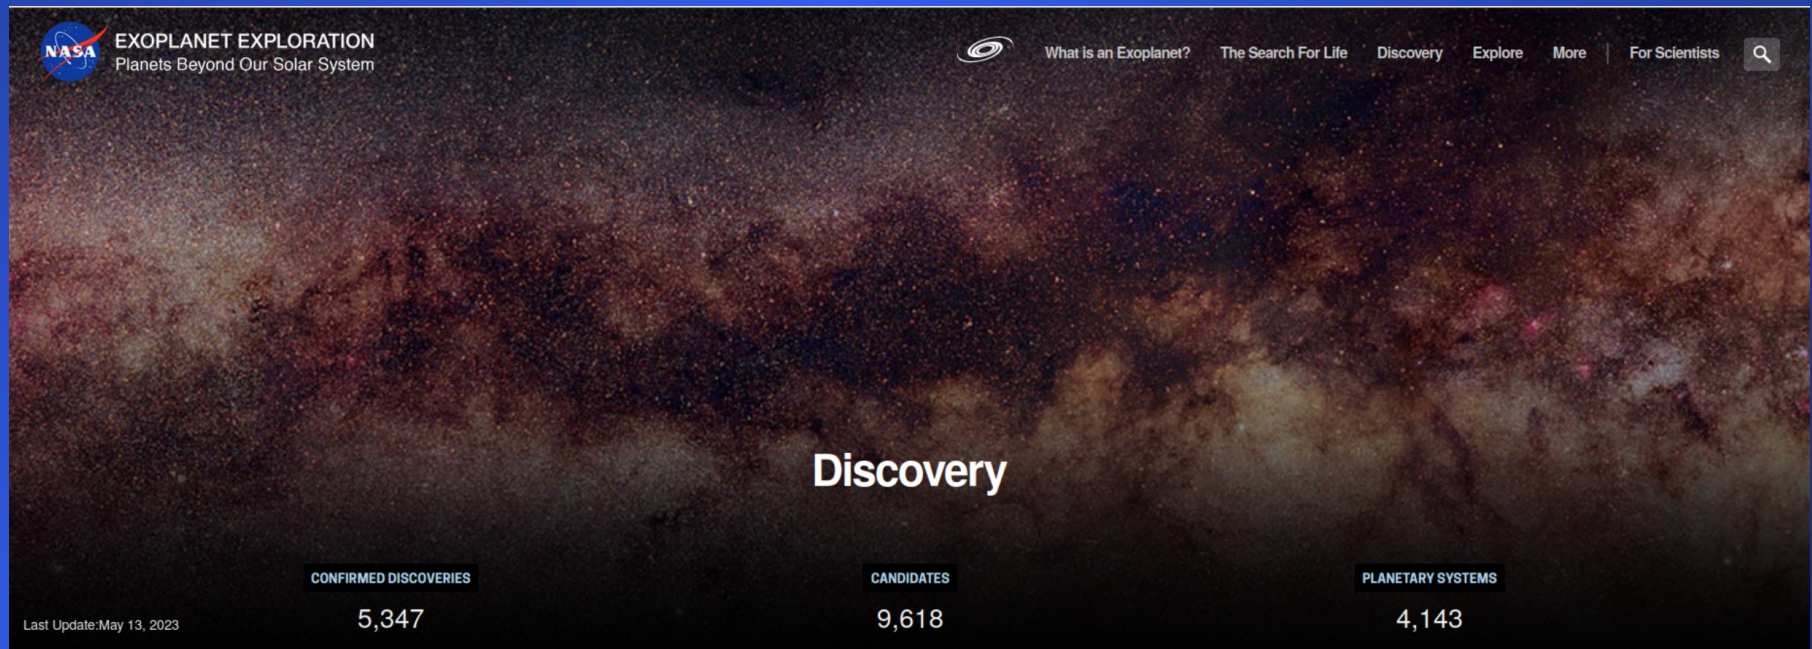 NASA
EXOPLANET EXPLORATION
Planets Beyond Our Solar System
What is an Exoplanet? The Search For Life Discovery Explore More | For Scientists
Discovery
CONFIRMED DISCOVERIES CANDIDATES PLANETARY SYSTEMS
5,347 9,618 4,143
Last Update:May 13, 2023